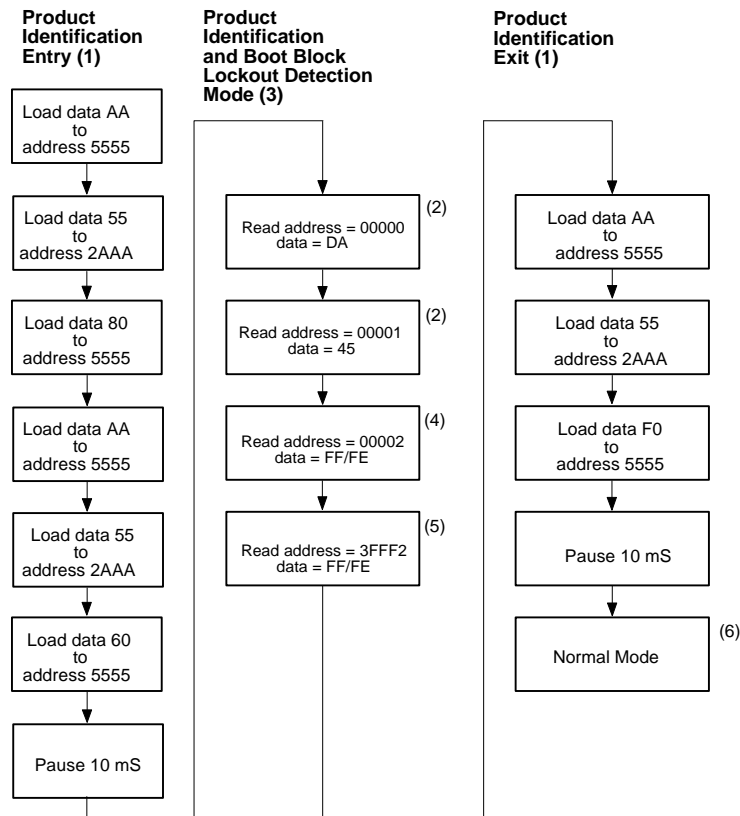 Product
Identification
Entry (1)
Load data AA
to
address 5555
Load data 55
to
address 2AAA
Load data 80
to
address 5555
Load data AA
to
address 5555
Load data 55
to
address 2AAA
Load data 60
to
address 5555
Pause 10 mS
Product
Identification
and Boot Block
Lockout Detection
Mode (3)
Read address = 00000
data = DA
(2)
Read address = 00001
data = 45
(2)
Read address = 00002
data = FF/FE
(4)
Read address = 3FFF2
data = FF/FE
(5)
Product
Identification
Exit (1)
Load data AA
to
address 5555
Load data 55
to
address 2AAA
Load data F0
to
address 5555
Pause 10 mS
Normal Mode
(6)